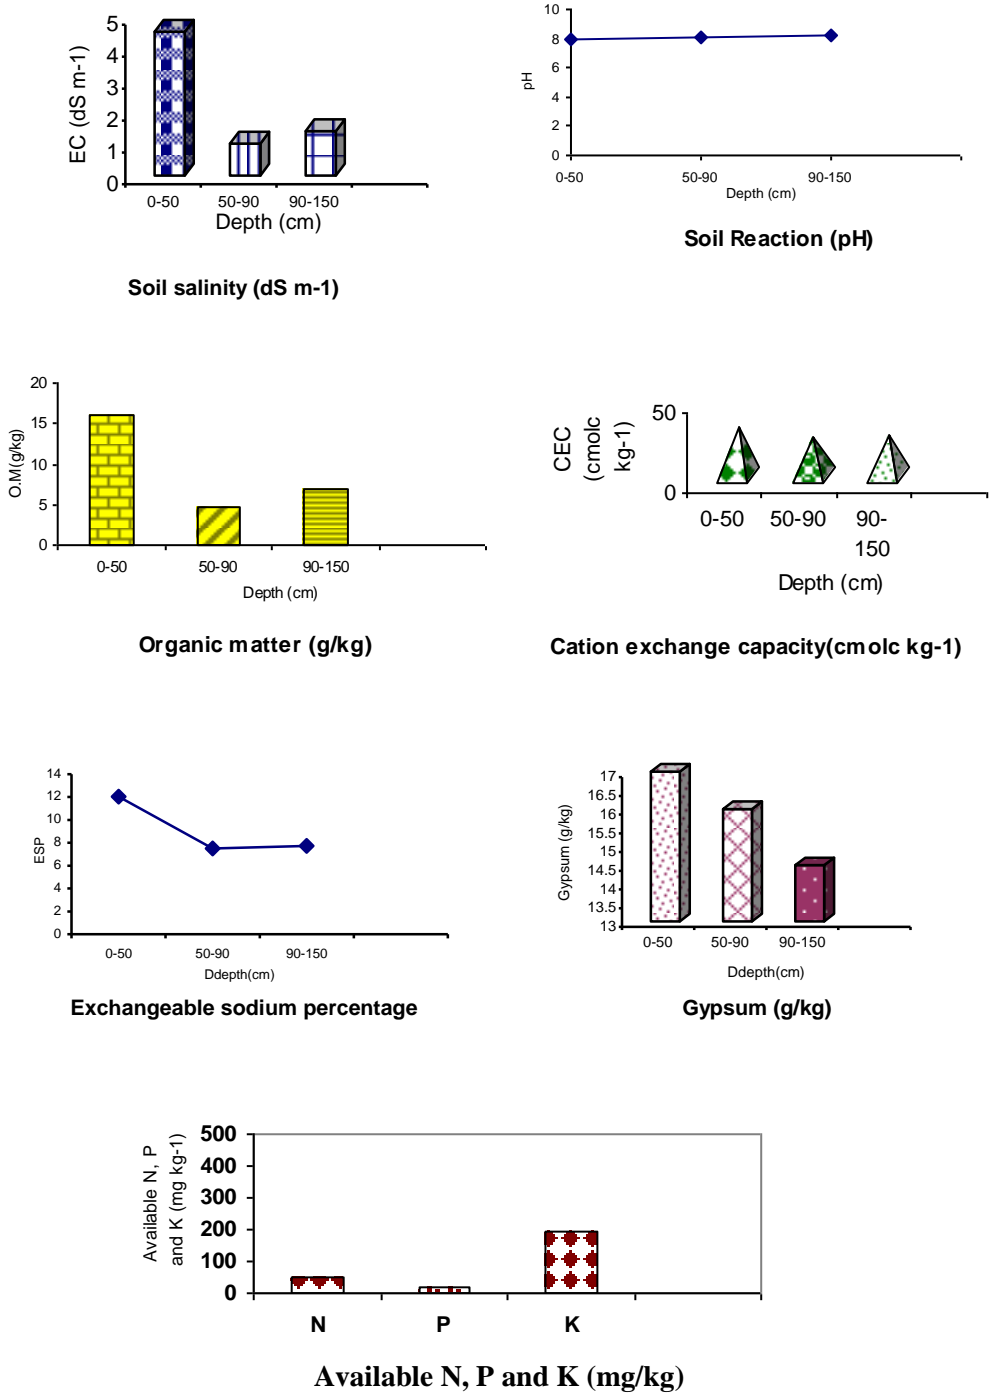 5
4
3
2
1
0
EC (dS m-1)
0-50 50-90 90-150
Depth (cm)
Soil salinity (dS m-1)
10
8
6
4
2
0
pH
0-50 50-90 90-150
Depth (cm)
Soil Reaction (pH)
20
15
10
5
0
O.M(g/kg)
0-50 50-90 90-150
Depth (cm)
Organic matter (g/kg)
50
0
CEC
(cmolc
kg-1)
0-50 50-90 90-
150
Depth (cm)
Cation exchange capacity(cmolc kg-1)
14
12
10
8
6
4
2
0
ESP
0-50 50-90 90-150
Ddepth(cm)
Exchangeable sodium percentage
17
16.5
16
15.5
15
14.5
14
13.5
13
Gypsum (g/kg)
0-50 50-90 90-150
Ddepth(cm)
Gypsum (g/kg)
500
400
300
200
100
0
Available N, P
and K (mg kg-1)
N P K
Available N, P and K (mg/kg)